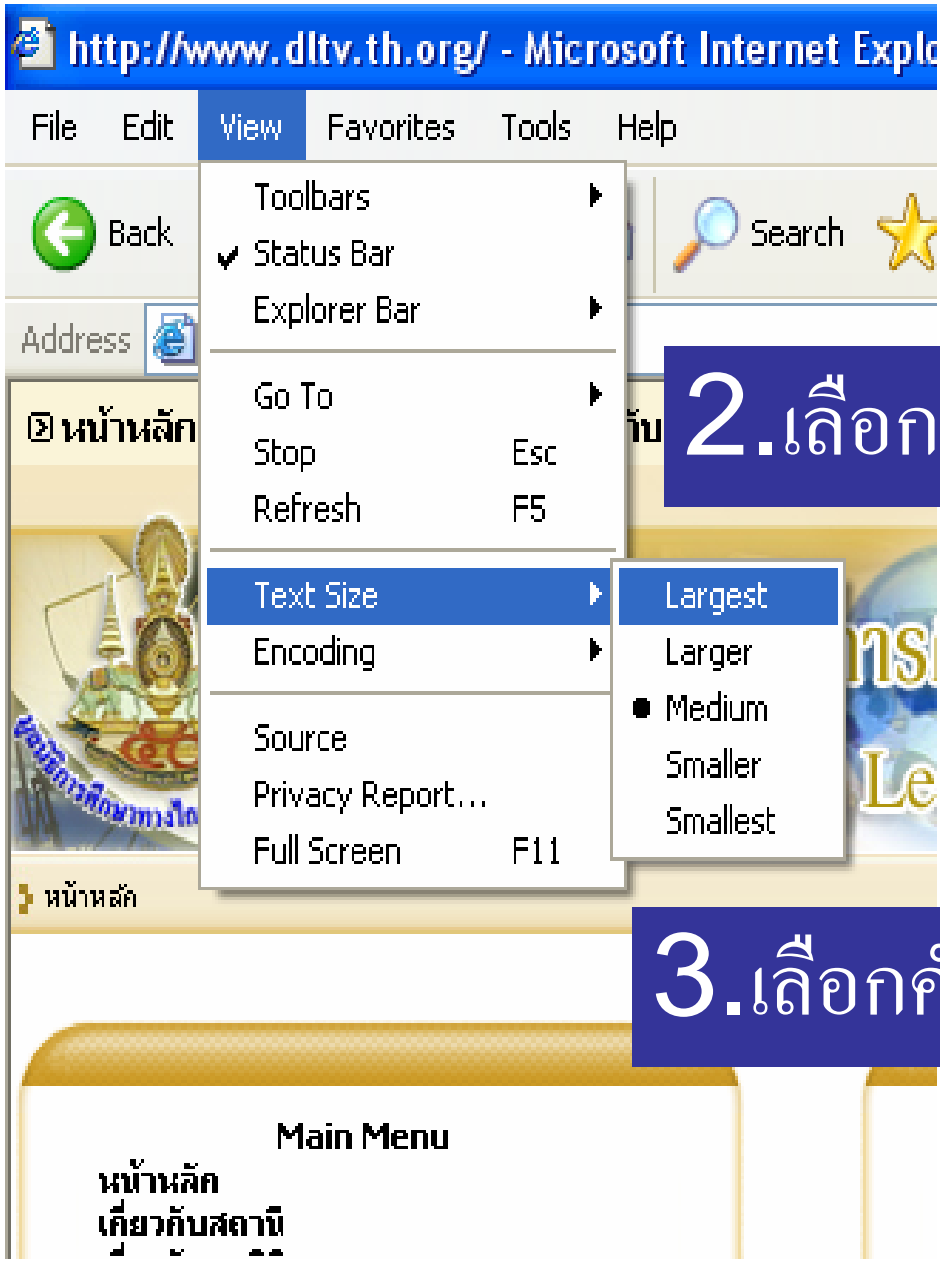 http://www.dltv.th.org/ - Microsoft Internet Explo
File Edit View Favorites Tools Help
Back Search
Toolbars
Status Bar
Explorer Bar
Address
Go To
Stop Esc
Refresh F5
หน้าหลัก
2.เลือก
Text Size
Encoding
Largest
Larger
Medium
Smaller
Smallest
Source
Privacy Report...
Full Screen F11
Le
หน้าหลัก
3.เลือกคำ
Main Menu
หน้าหลัก
เกี่ยวกับสถานี